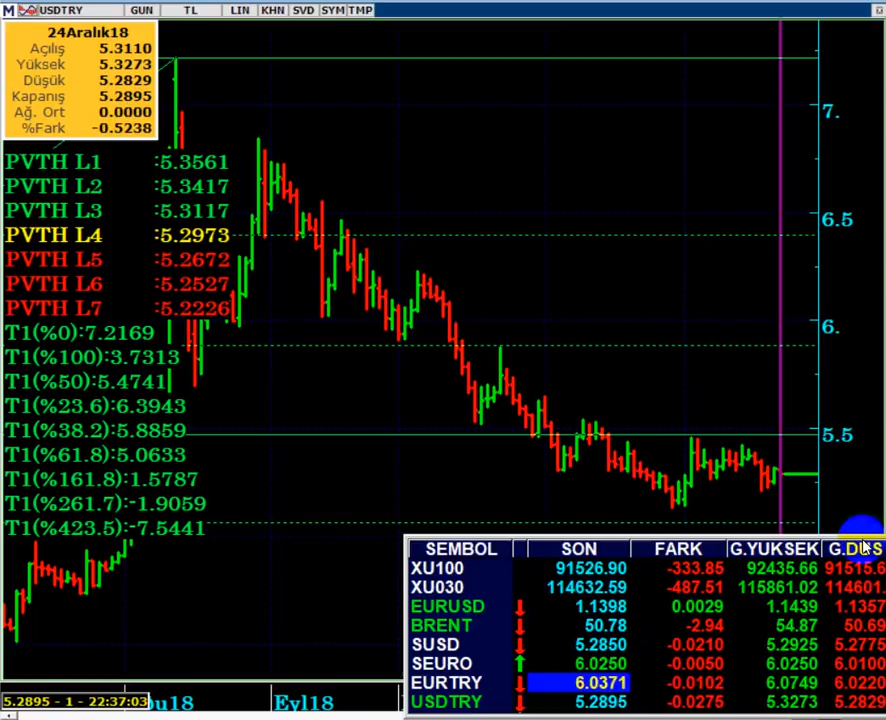 M USDTRY GUN TL LIN KHN SVD SYM TMP
24Aralık18
Açılış 5.3110
Yüksek 5.3273
Düşük 5.2829
Kapanış 5.2895
Ağ. Ort 0.0000
%Fark -0.5238
PVTH L1 :5.3561
PVTH L2 :5.3417
PVTH L3 :5.3117
PVTH L4 :5.2973
PVTH L5 :5.2672
PVTH L6 :5.2527
PVTH L7 :5.2226
T1(%0):7.2169
T1(%100):3.7313
T1(%50):5.4741
T1(%23.6):6.3943
T1(%38.2):5.8859
T1(%61.8):5.0633
T1(%161.8):1.5787
T1(%261.7):-1.9059
T1(%423.5):-7.5441
7.
6.5
6.
5.5
SEMBOL SON FARK G.YUKSEK G.DUS
XU100 91526.90 -333.85 92435.66 91515.6
XU030 114632.59 -487.51 115861.02 114601.
EURUSD 1.1398 0.0029 1.1439 1.1357
BRENT 50.78 -2.94 54.87 50.69
SUSD 5.2850 -0.0210 5.2925 5.2775
SEURO 6.0250 -0.0050 6.0250 6.0100
EURTRY 6.0371 -0.0102 6.0749 6.0220
USDTRY 5.2895 -0.0275 5.3273 5.2829
5.2895 - 1 - 22:37:03
u18
Eyl18